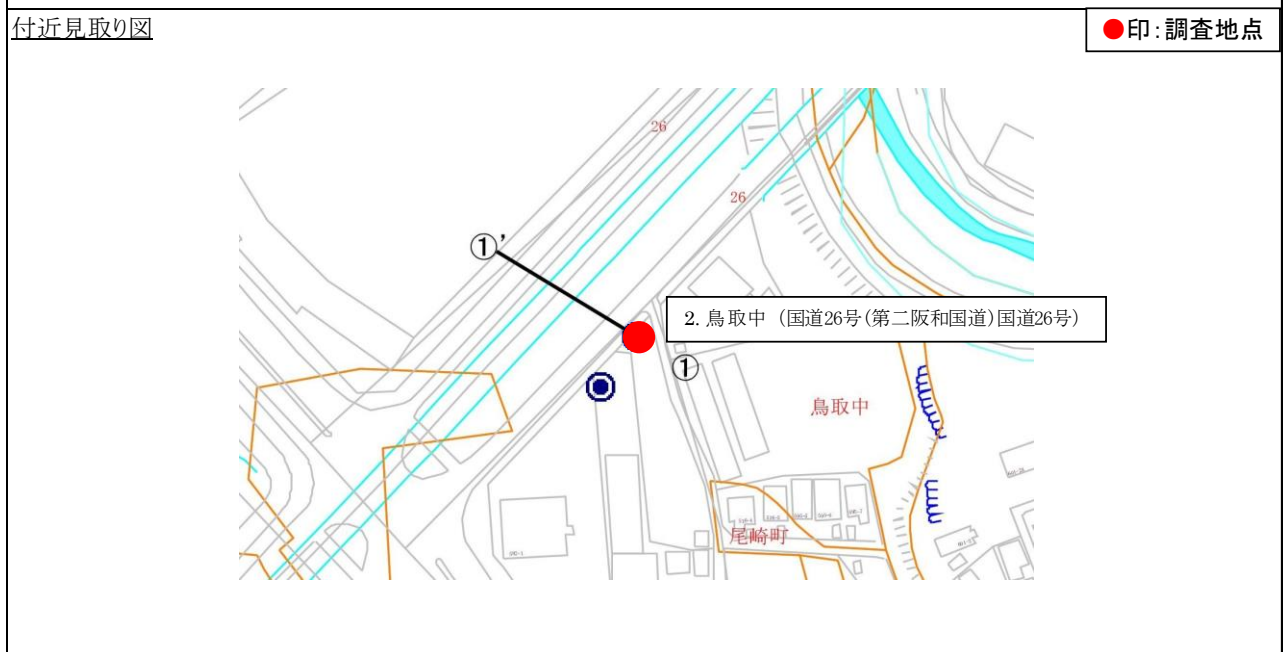 付近見取り図
●印:調査地点
26
26
①’
2. 鳥取中 (国道26号(第二阪和国道)国道26号)
①
鳥取中
尾崎町